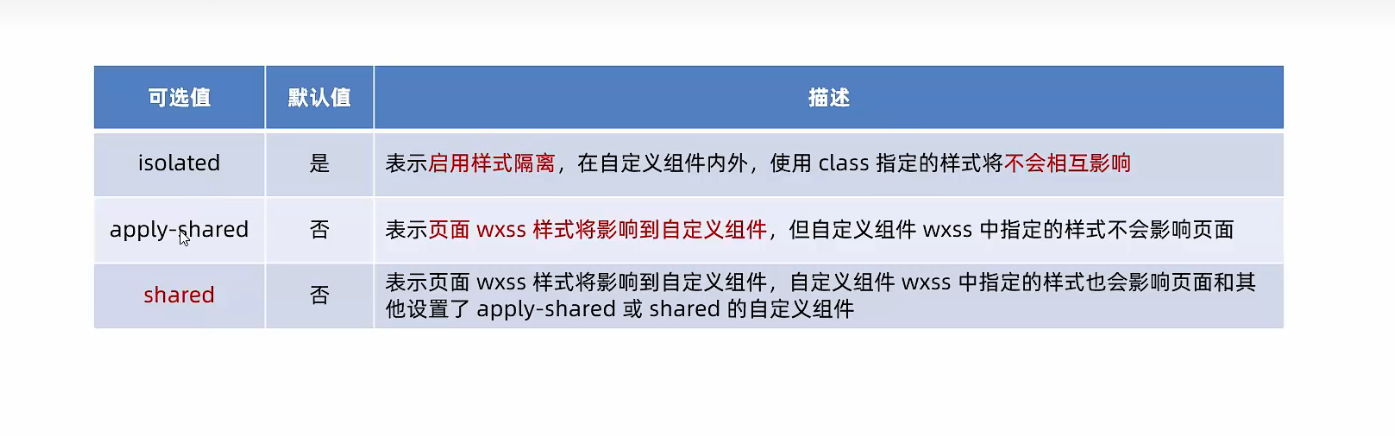 可选值 默认值 描述
isolated 是 表示启用样式隔离，在自定义组件内外，使用 class 指定的样式将不会相互影响
apply-shared 否 表示页面 wxss 样式将影响到自定义组件，但自定义组件 wxss 中指定的样式不会影响页面
shared 否 表示页面 wxss 样式将影响到自定义组件，自定义组件 wxss 中指定的样式也会影响页面和其
他设置了 apply-shared 或 shared 的自定义组件